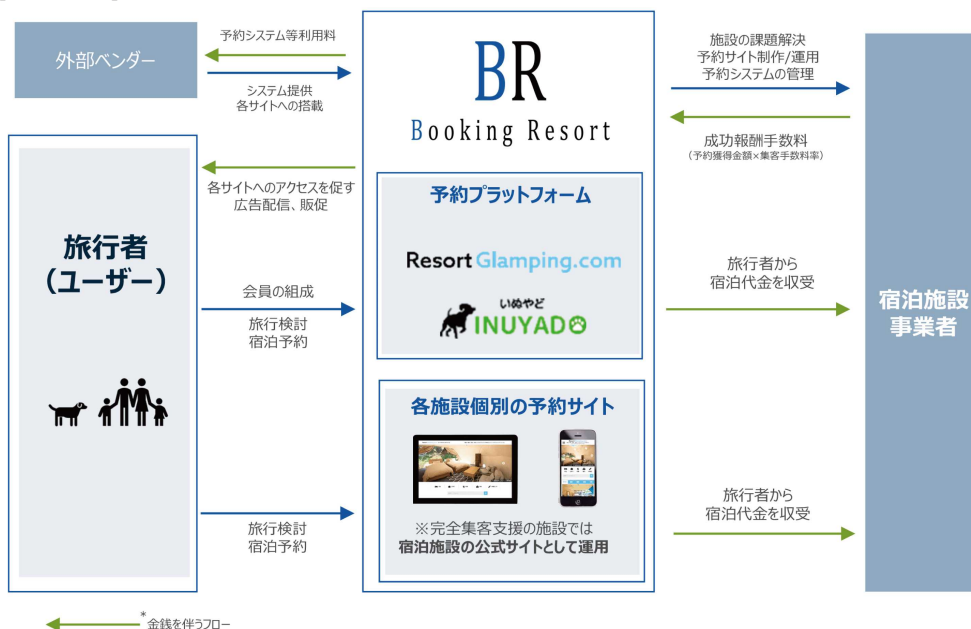 外部ベンダー
予約システム等利用料
システム提供
各サイトへの搭載
BR
Booking Resort
施設の課題解決
予約サイト制作/運用
予約システムの管理
成功報酬手数料
(予約獲得金額×集客手数料率)
各サイトへのアクセスを促す
広告配信、販促
旅行者
(ユーザー)
会員の組成
旅行検討
宿泊予約
予約プラットフォーム
ResortGlamping.com
いぬやど
INUYADO
旅行者から
宿泊代金を収受
宿泊施設
事業者
各施設個別の予約サイト
※完全集客支援の施設では
宿泊施設の公式サイトとして運用
旅行検討
宿泊予約
旅行者から
宿泊代金を収受
*金銭を伴うフロー